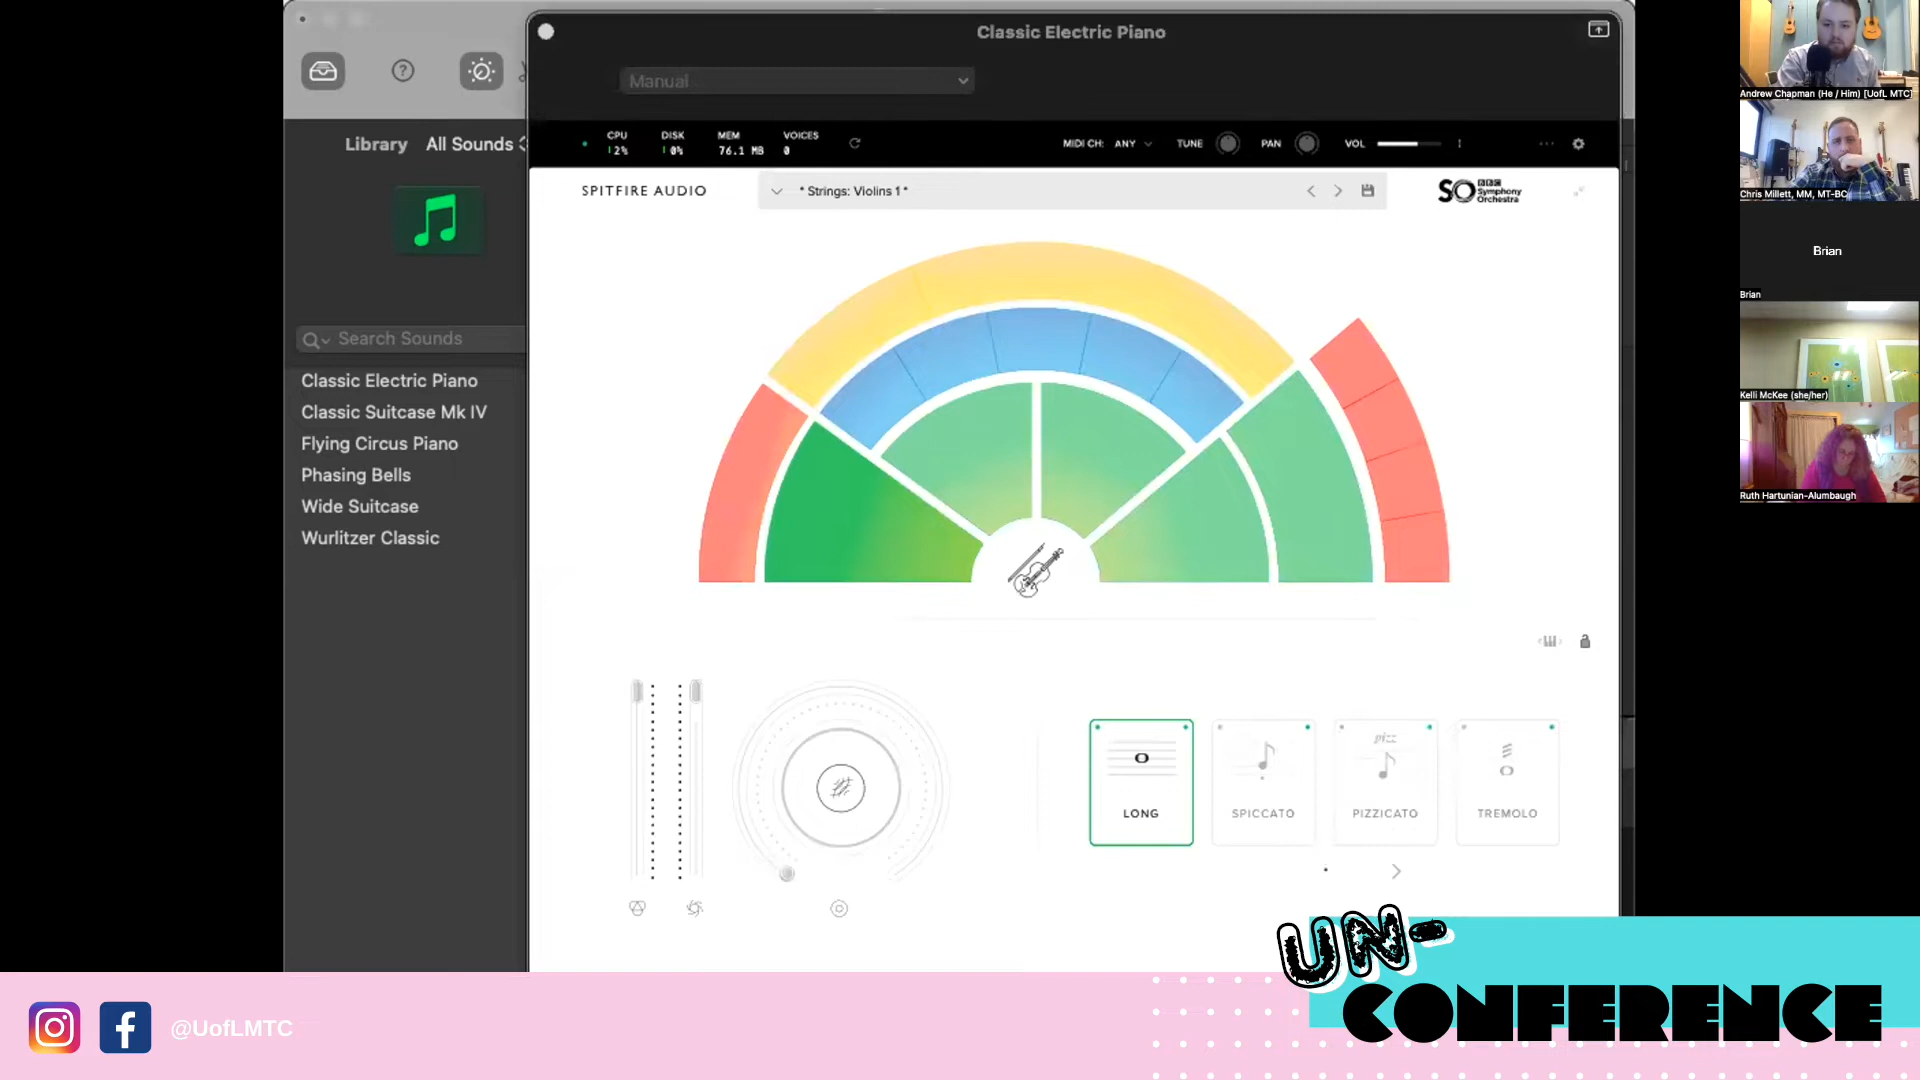 Classic Electric Piano
Manual
CPU
2%
DISK
0%
MEM
76.1 MB
VOICES
0
MIDI CH: ANY
TUNE
PAN
VOL
SPITFIRE AUDIO
* Strings: Violins 1 *
SO BBC Symphony Orchestra
Library All Sounds
Search Sounds
Classic Electric Piano
Classic Suitcase Mk IV
Flying Circus Piano
Phasing Bells
Wide Suitcase
Wurlitzer Classic
LONG
SPICCATO
pizz
PIZZICATO
TREMOLO
Andrew Chapman (He / Him) [UofL MTC]
Chris Millett, MM, MT-BC
Brian
Brian
Kelli McKee (she/her)
Ruth Hartunian-Alumbaugh
@UofLMTC
UN-
CONFERENCE